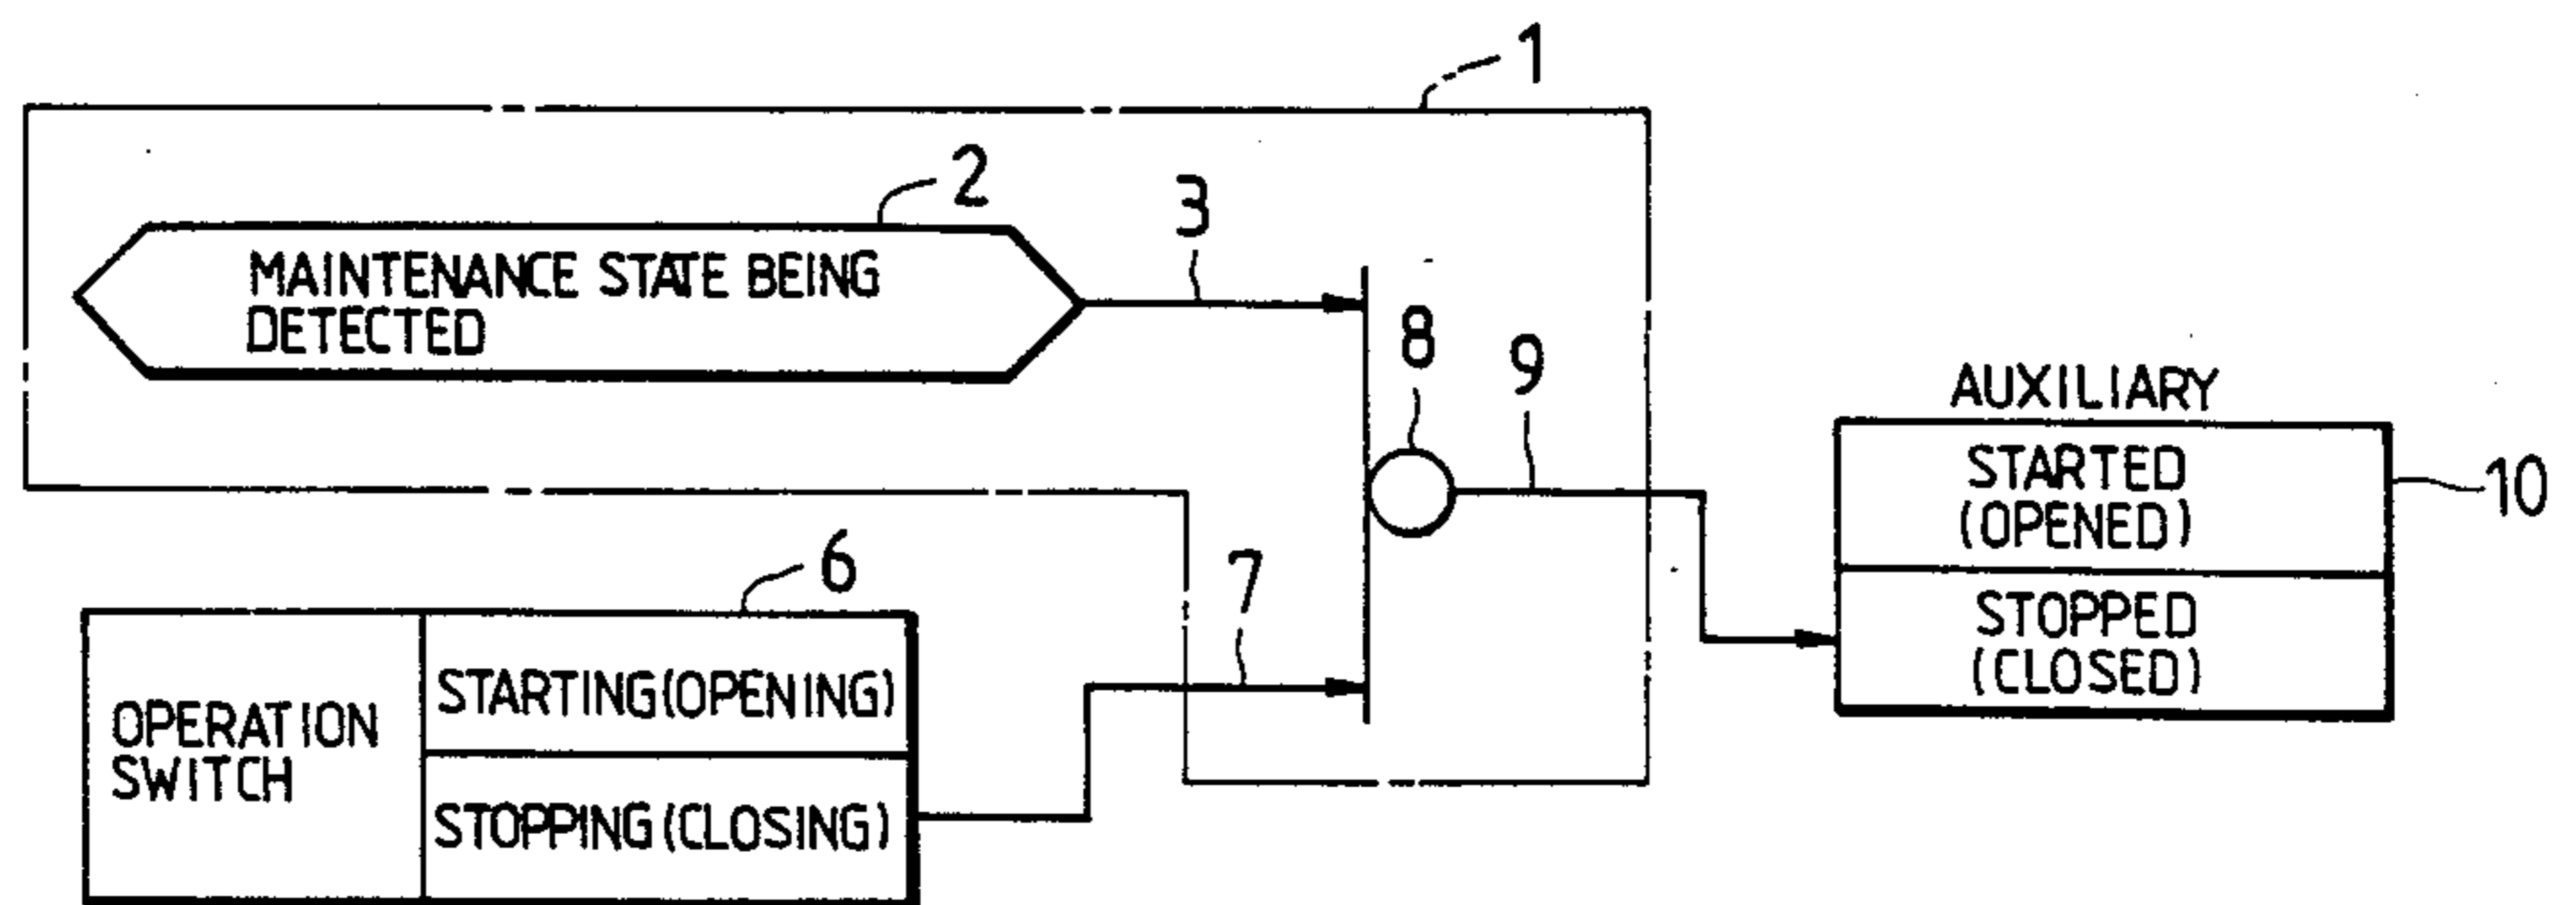 1
2
MAINTENANCE STATE BEING
DETECTED
3
8
9
AUXILIARY
STARTED
(OPENED)
10
STOPPED
(CLOSED)
6
7
OPERATION
SWITCH
STARTING(OPENING)
STOPPING(CLOSING)